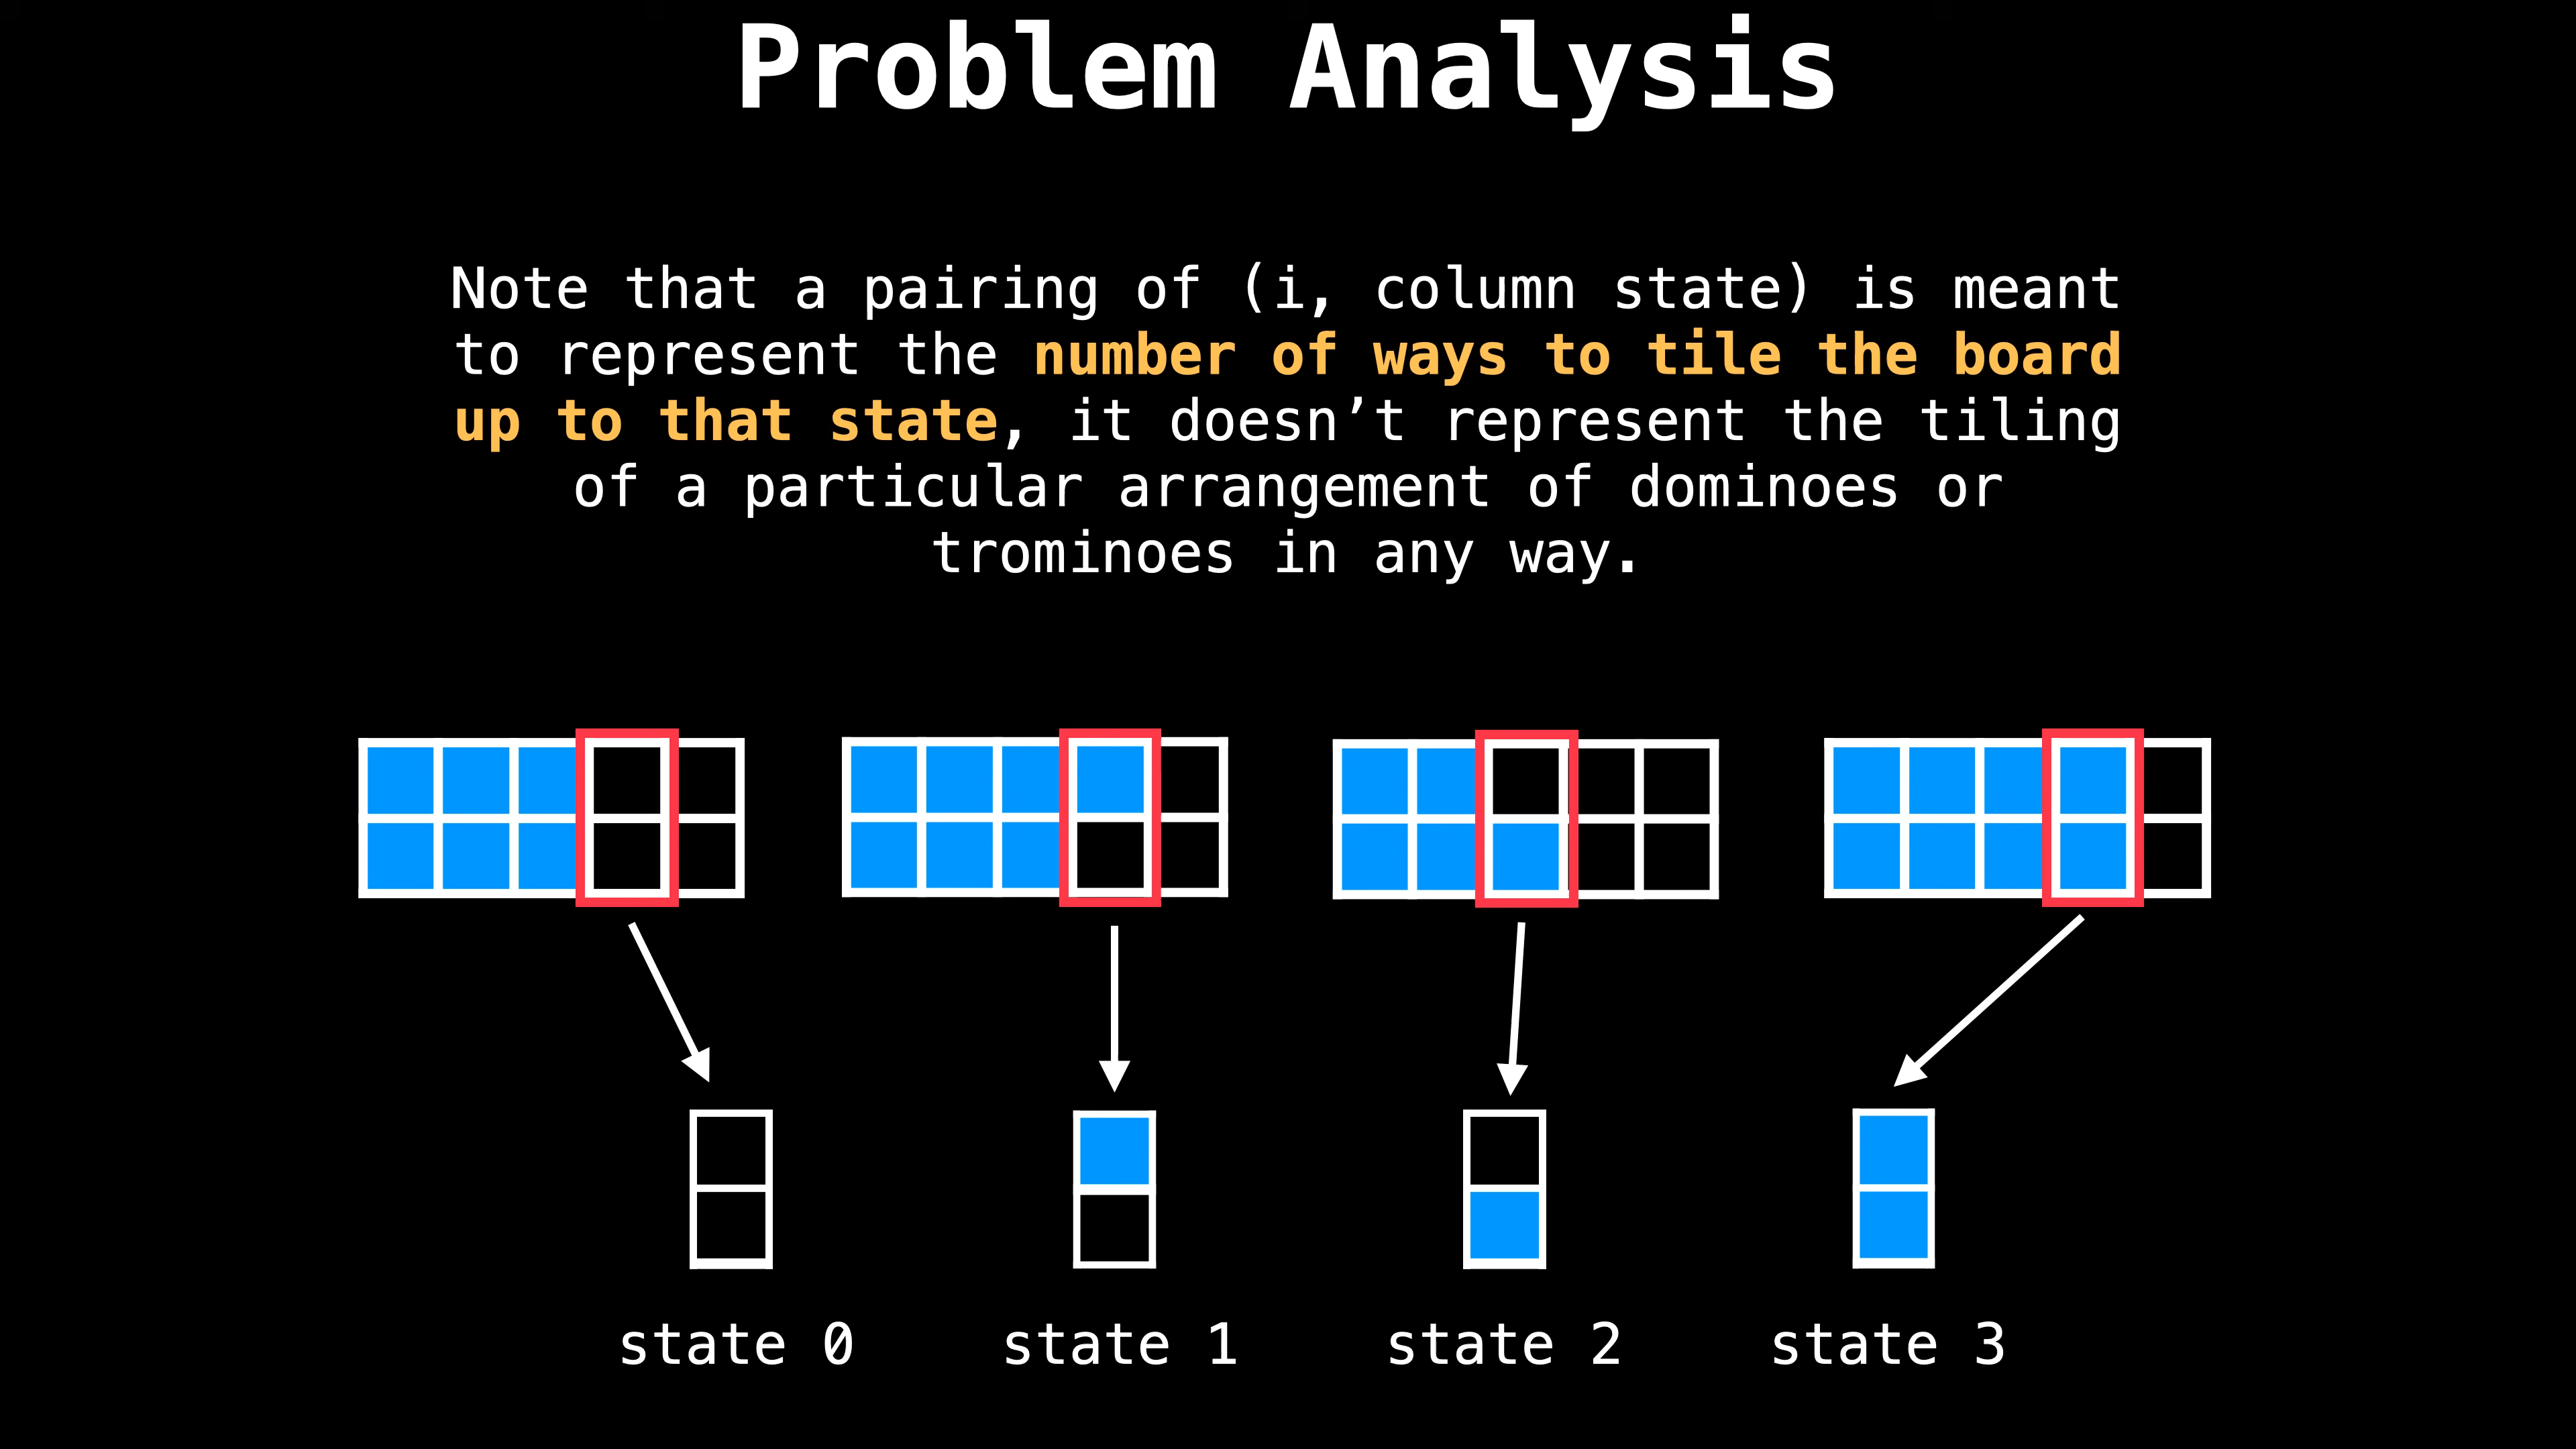 Problem Analysis
Note that a pairing of (i, column state) is meant
to represent the number of ways to tile the board
up to that state, it doesn’t represent the tiling
of a particular arrangement of dominoes or
trominoes in any way.
state 0
state 1
state 2
state 3